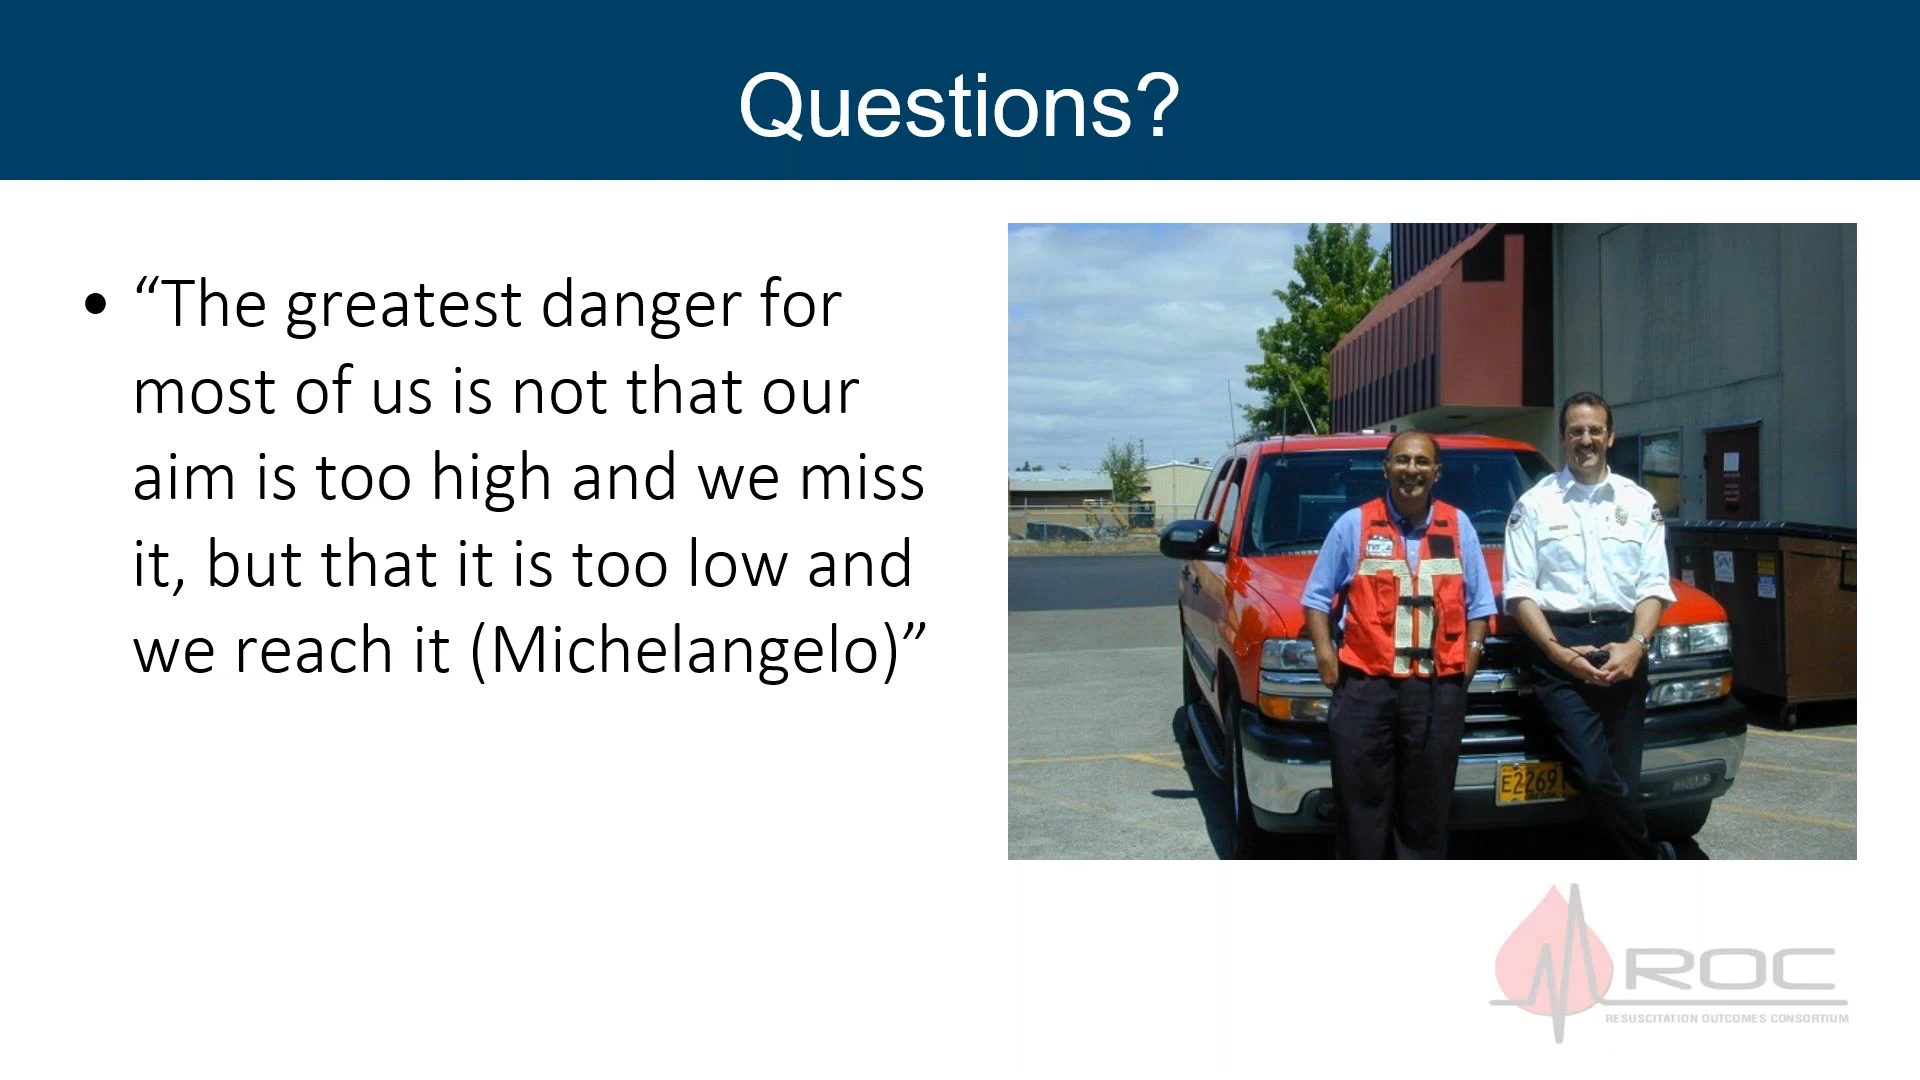 Questions?
• “The greatest danger for
most of us is not that our
aim is too high and we miss
it, but that it is too low and
we reach it (Michelangelo)”
E2269
ROC
RESUSCITATION OUTCOMES CONSORTIUM